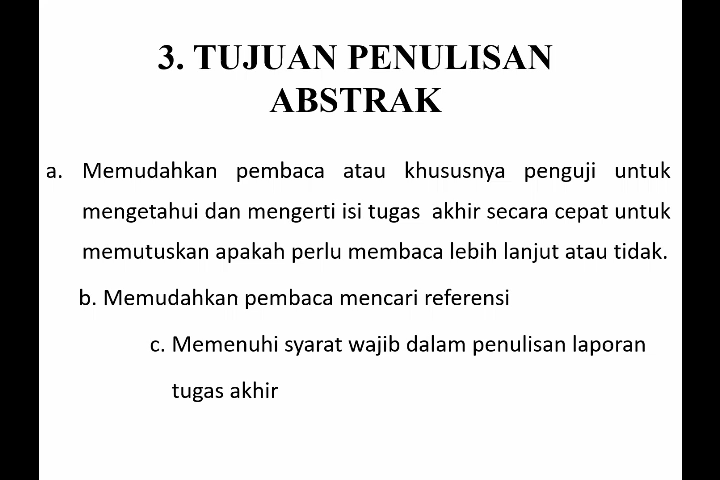 3. TUJUAN PENULISAN
ABSTRAK
a. Memudahkan pembaca atau khususnya penguji untuk
mengetahui dan mengerti isi tugas akhir secara cepat untuk
memutuskan apakah perlu membaca lebih lanjut atau tidak.
b. Memudahkan pembaca mencari referensi
c. Memenuhi syarat wajib dalam penulisan laporan
tugas akhir